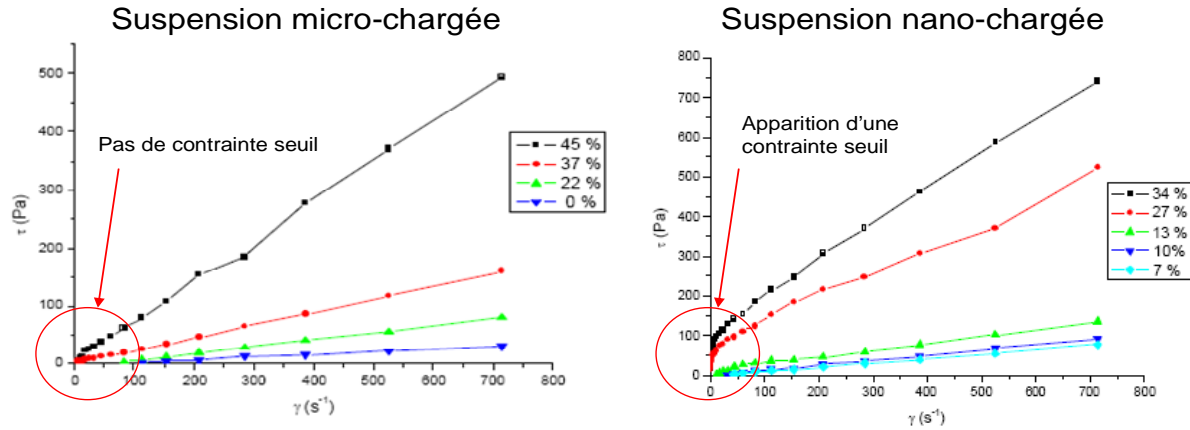 Suspension micro-chargée
500
400
300
200
100
0
τ (Pa)
0 100 200 300 400 500 600 700 800
γ (s⁻¹)
Pas de contrainte seuil
45 %
37 %
22 %
0 %
Suspension nano-chargée
800
700
600
500
400
300
200
100
0
τ (Pa)
0 100 200 300 400 500 600 700 800
γ (s⁻¹)
Apparition d'une
contrainte seuil
34 %
27 %
13 %
10%
7 %